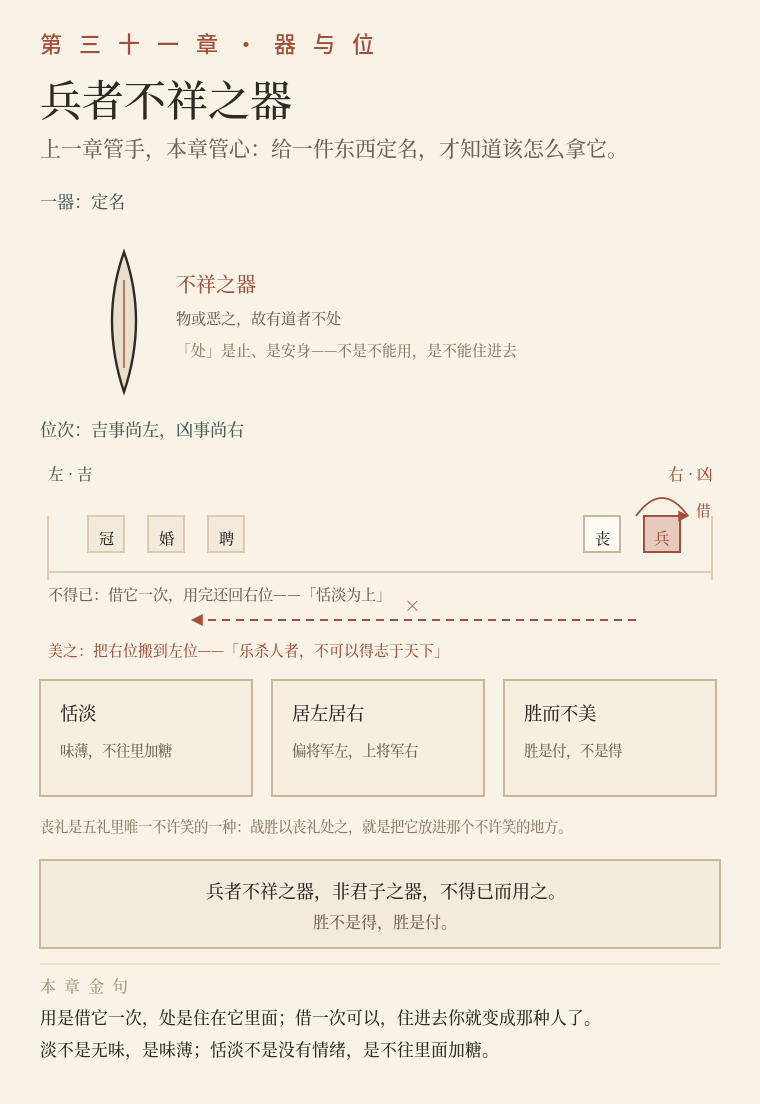 第三十一章·器与位
兵者不祥之器
上一章管手，本章管心：给一件东西定名，才知道该怎么拿它。
一器：定名
不祥之器
物或恶之，故有道者不处
「处」是止、是安身——不是不能用，是不能住进去
位次：吉事尚左，凶事尚右
左·吉
右·凶
借
冠
婚
聘
丧
兵
不得已：借它一次，用完还回右位——「恬淡为上」
×
美之：把右位搬到左位——「乐杀人者，不可以得志于天下」
恬淡
味薄，不往里加糖
居左居右
偏将军左，上将军右
胜而不美
胜是付，不是得
丧礼是五礼里唯一不许笑的一种：战胜以丧礼处之，就是把它放进那个不许笑的地方。
兵者不祥之器，非君子之器，不得已而用之。
胜不是得，胜是付。
本章金句
用是借它一次，处是住在它里面；借一次可以，住进去你就变成那种人了。
淡不是无味，是味薄；恬淡不是没有情绪，是不往里面加糖。